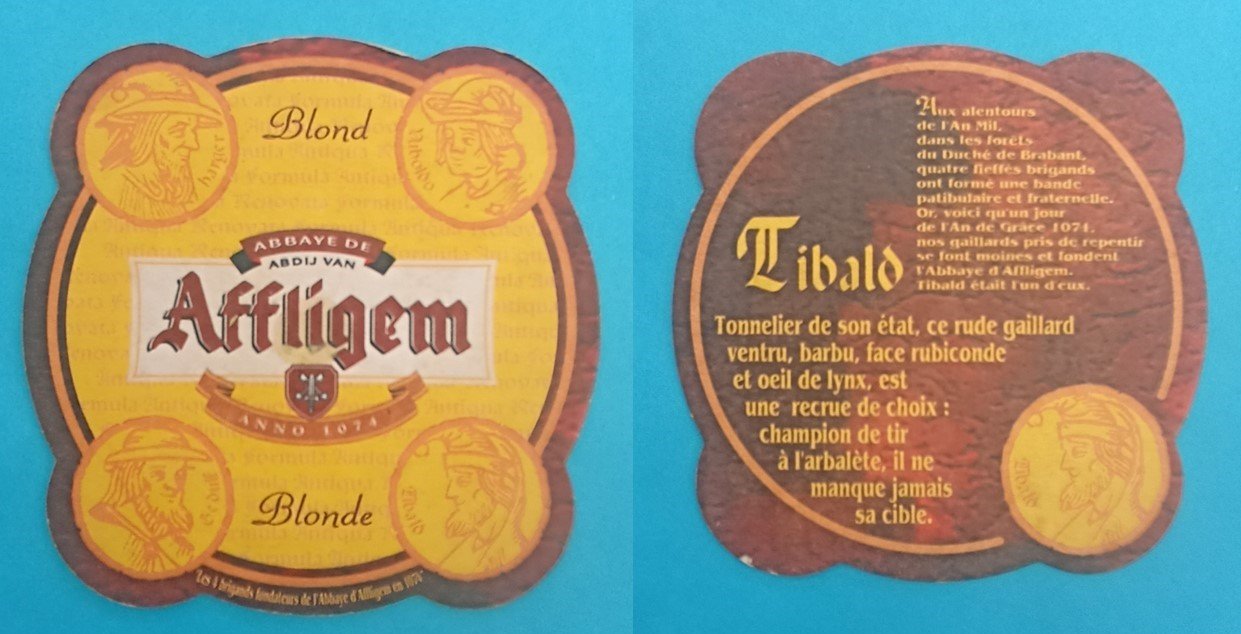 Blond
harger
Nibaldo
ABBAYE DE
ABDIJ VAN
Affligem
ANNO 1074
Gedulf
Tibald
Blonde
"Les 4 brigands fondateurs de l'Abbaye d'Affligem en 1074"
Aux alentours
de l'An Mil,
dans les forêts
du Duché de Brabant,
quatre fieffés brigands
ont formé une bande
patibulaire et fraternelle.
Or, voici qu'un jour
de l'An de Grâce 1074,
nos gaillards pris de repentir
se font moines et fondent
l'Abbaye d'Affligem.
Tibald était l'un d'eux.
Tibald
Tonnelier de son état, ce rude gaillard
ventru, barbu, face rubiconde
et oeil de lynx, est
une recrue de choix :
champion de tir
à l'arbalète, il ne
manque jamais
sa cible.
Tibald